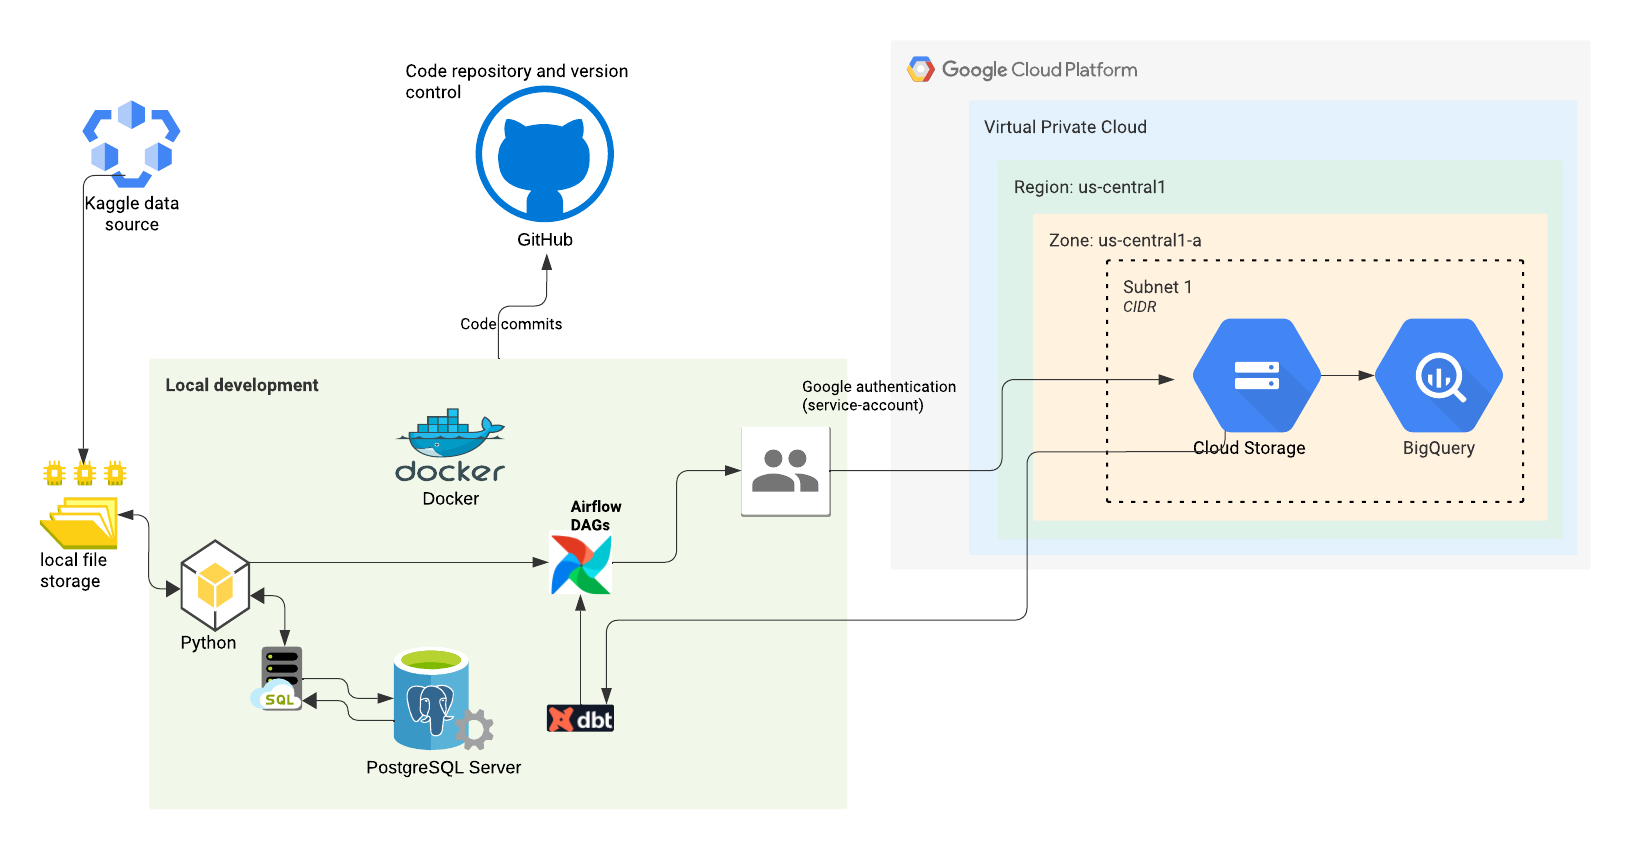 Code repository and version
control
Google Cloud Platform
Virtual Private Cloud
Kaggle data
source
Region: us-central1
GitHub
Zone: us-central1-a
Subnet 1
CIDR
Code commits
Local development
Google authentication
(service-account)
docker
Docker
Cloud Storage
BigQuery
Airflow
DAGs
local file
storage
Python
SQL
dbt
PostgreSQL Server